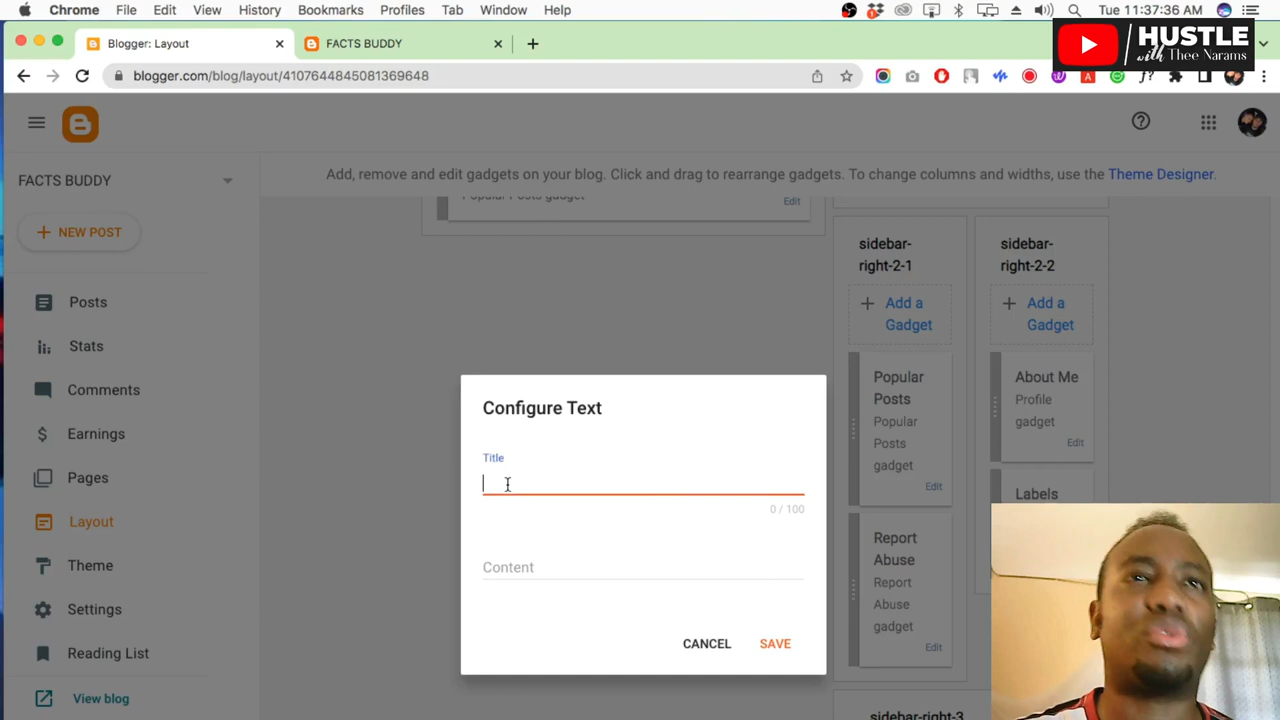 Chrome File Edit View History Bookmarks Profiles Tab Window Help Tue 11:37:36 AM
Blogger: Layout FACTS BUDDY
HUSTLE
with Thee Narams
blogger.com/blog/layout/4107644845081369648
FACTS BUDDY
Add, remove and edit gadgets on your blog. Click and drag to rearrange gadgets. To change columns and widths, use the Theme Designer.
Popular Posts gadget
Edit
NEW POST
Posts
Stats
Comments
Earnings
Pages
Layout
Theme
Settings
Reading List
View blog
sidebar-
right-2-1
Add a
Gadget
Popular
Posts
Popular
Posts
gadget
Edit
Report
Abuse
Report
Abuse
gadget
Edit
sidebar-
right-2-2
Add a
Gadget
About Me
Profile
gadget
Edit
Labels
sidebar-right-3
Configure Text
Title
0 / 100
Content
CANCEL SAVE